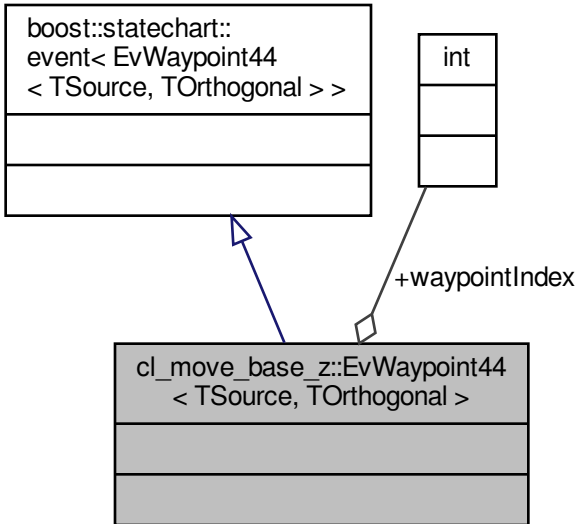 boost::statechart::
event< EvWaypoint44
< TSource, TOrthogonal > >
int
+waypointIndex
cl_move_base_z::EvWaypoint44
< TSource, TOrthogonal >